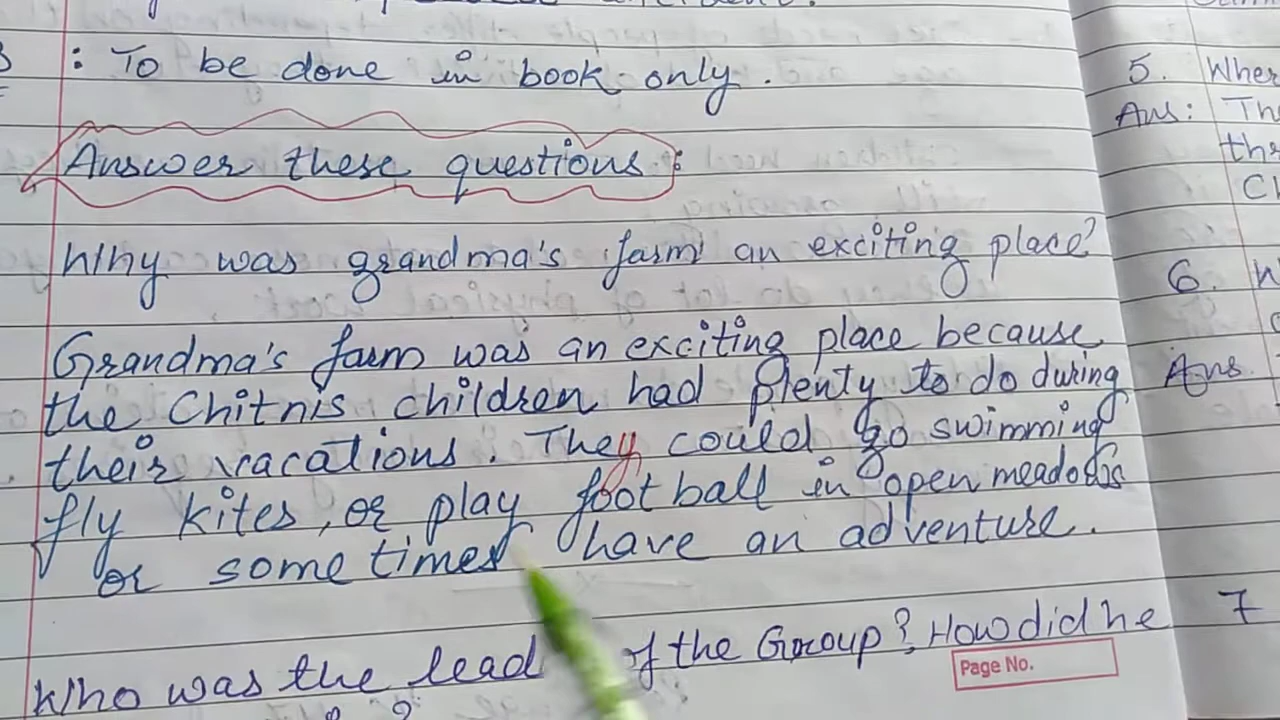 : To be done in book only.
Answer these questions :
Why was grandma's farm an exciting place?
Grandma's farm was an exciting place because
the Chitnis children had plenty to do during
their vacations. They could go swimming
fly kites, or play football in open meadows
or sometimes have an adventure.
Who was the lead of the Group? How did he
Page No.
5. Wher
Ans: Th
6. W
Ans.
7